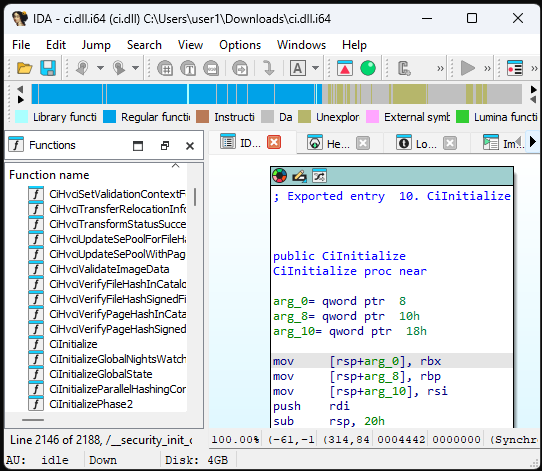 IDA - ci.dll.i64 (ci.dll) C:\Users\user1\Downloads\ci.dll.i64
File Jump Search View Options Windows Help
A
Library functi Regular functi Instructi Da Unexplor External symb Lumina functi
Functions
ID... He... Lo... Im...
Function name
CiHvciSetValidationContextF
CiHvciTransferRelocationInfo
CiHvciTransformStatusSucce
CiHvciUpdateSePoolForFileHa
CiHvciUpdateSePoolWithPag
CiHvciValidateImageData
CiHvciVerifyFileHashInCatalo
CiHvciVerifyFileHashSignedFi
CiHvciVerifyPageHashInCata
CiHvciVerifyPageHashSigned
CiInitialize
CiInitializeGlobalNightsWatch
CiInitializeGlobalState
CiInitializeParallelHashingCor
CiInitializePhase2
; Exported entry 10. CiInitialize
public CiInitialize
CiInitialize proc near
arg_0= qword ptr 8
arg_8= qword ptr 10h
arg_10= qword ptr 18h
mov [rsp+arg_0], rbx
mov [rsp+arg_8], rbp
mov [rsp+arg_10], rsi
push rdi
sub rsp, 20h
Line 2146 of 2188, /__security_init_c
100.00% (-61,-1 (314,84 0004442 0000000 (Synchr
AU: idle Down Disk: 4GB